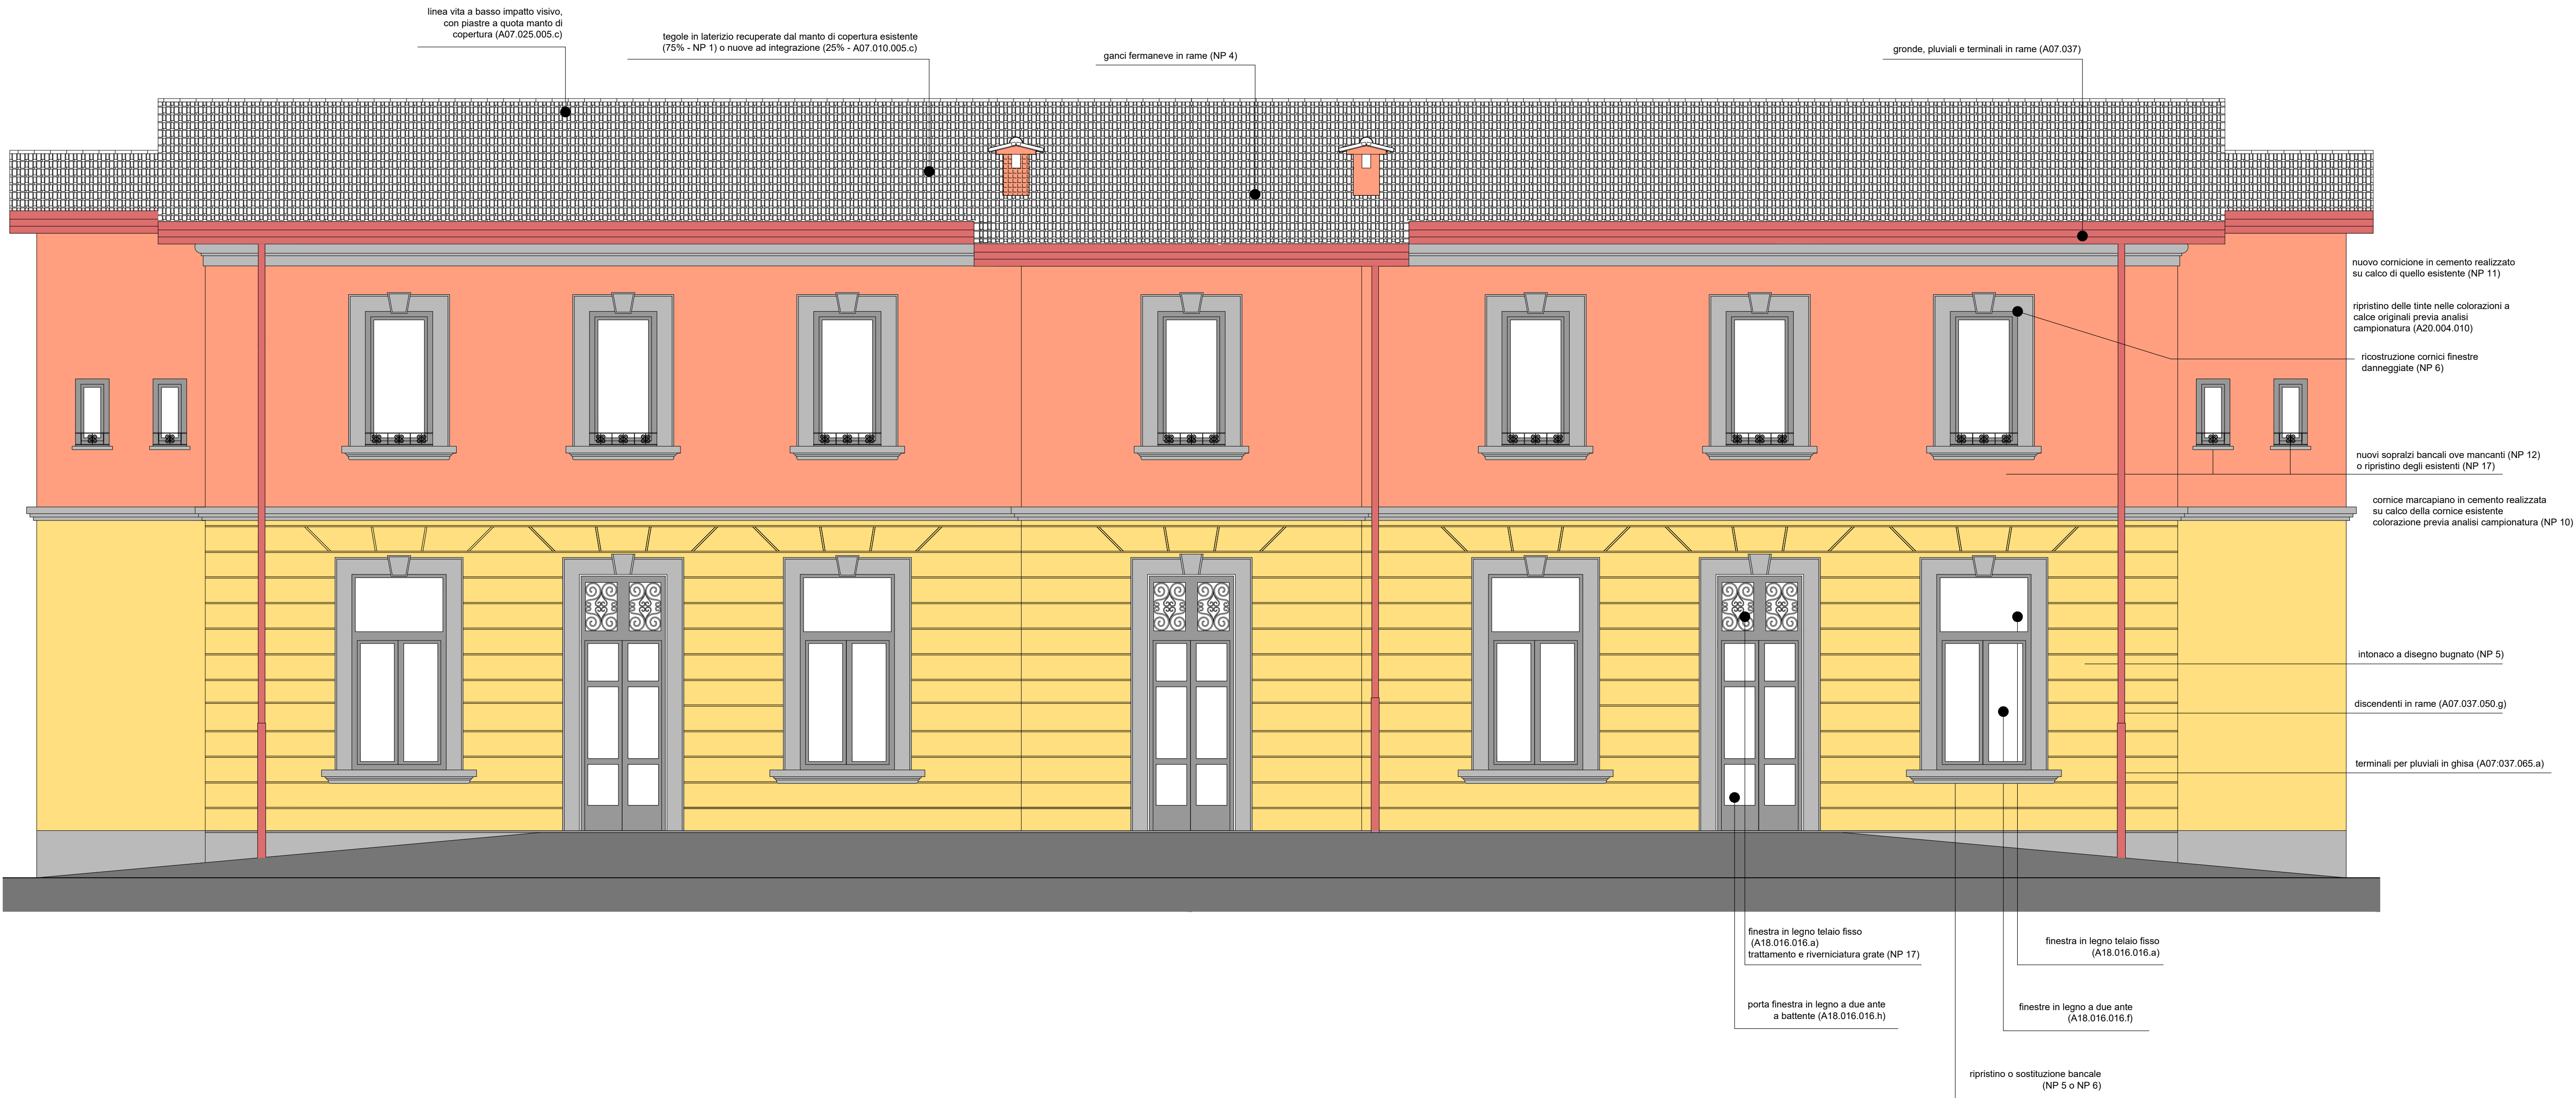 linea vita a basso impatto visivo,
con piastre a quota manto di
copertura (A07.025.005.c)
tegole in laterizio recuperate dal manto di copertura esistente
(75% - NP 1) o nuove ad integrazione (25% - A07.010.005.c)
ganci fermaneve in rame (NP 4)
gronde, pluviali e terminali in rame (A07.037)
nuovo cornicione in cemento realizzato
su calco di quello esistente (NP 11)
ripristino delle tinte nelle colorazioni a
calce originali previa analisi
campionatura (A20.004.010)
ricostruzione cornici finestre
danneggiate (NP 6)
nuovi sopralzi bancali ove mancanti (NP 12)
o ripristino degli esistenti (NP 17)
cornice marcapiano in cemento realizzata
su calco della cornice esistente
colorazione previa analisi campionatura (NP 10)
intonaco a disegno bugnato (NP 5)
discendenti in rame (A07.037.050.g)
terminali per pluviali in ghisa (A07:037.065.a)
finestra in legno telaio fisso
(A18.016.016.a)
trattamento e riverniciatura grate (NP 17)
finestra in legno telaio fisso
(A18.016.016.a)
porta finestra in legno a due ante
a battente (A18.016.016.h)
finestre in legno a due ante
(A18.016.016.f)
ripristino o sostituzione bancale
(NP 5 o NP 6)